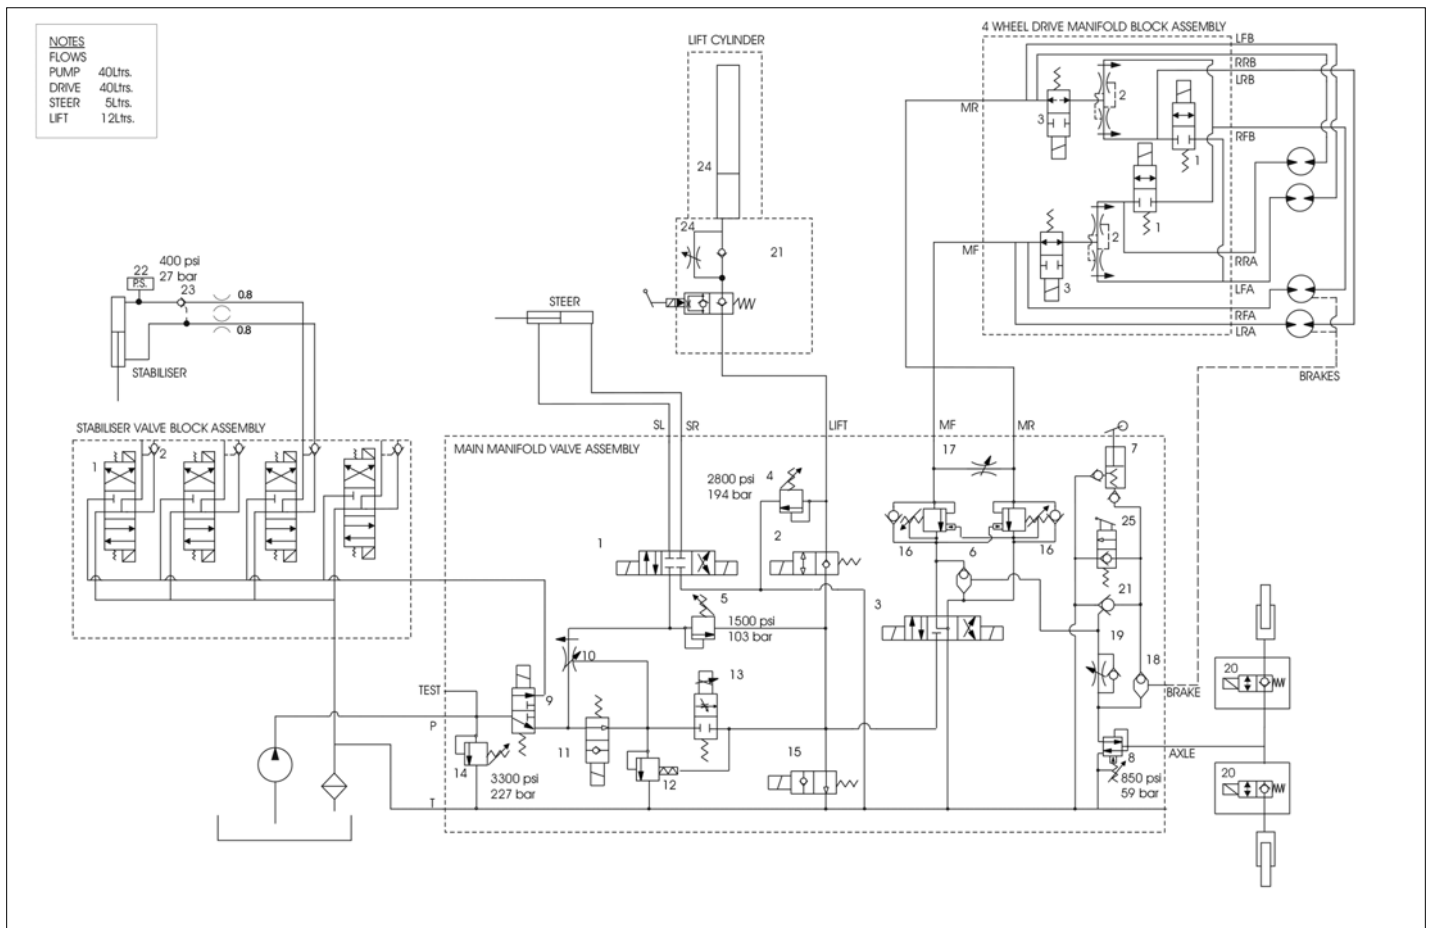 NOTES
FLOWS
PUMP 40Ltrs.
DRIVE 40Ltrs.
STEER 5Ltrs.
LIFT 12Ltrs.
LIFT CYLINDER
24
24
21
4 WHEEL DRIVE MANIFOLD BLOCK ASSEMBLY
LFB
RRB
LRB
MR
3
2
1
RFB
1
MF
2
3
RRA
LFA
RFA
LRA
BRAKES
400 psi
27 bar
22
P.S.
23
0.8
0.8
STABILISER
STEER
STABILISER VALVE BLOCK ASSEMBLY
1
2
MAIN MANIFOLD VALVE ASSEMBLY
SL
SR
LIFT
MF
MR
17
7
2800 psi
194 bar
4
25
1
2
16
6
16
5
1500 psi
103 bar
3
21
19
10
13
18
TEST
9
P
BRAKE
20
11
12
14
3300 psi
227 bar
15
8
850 psi
59 bar
AXLE
20
T